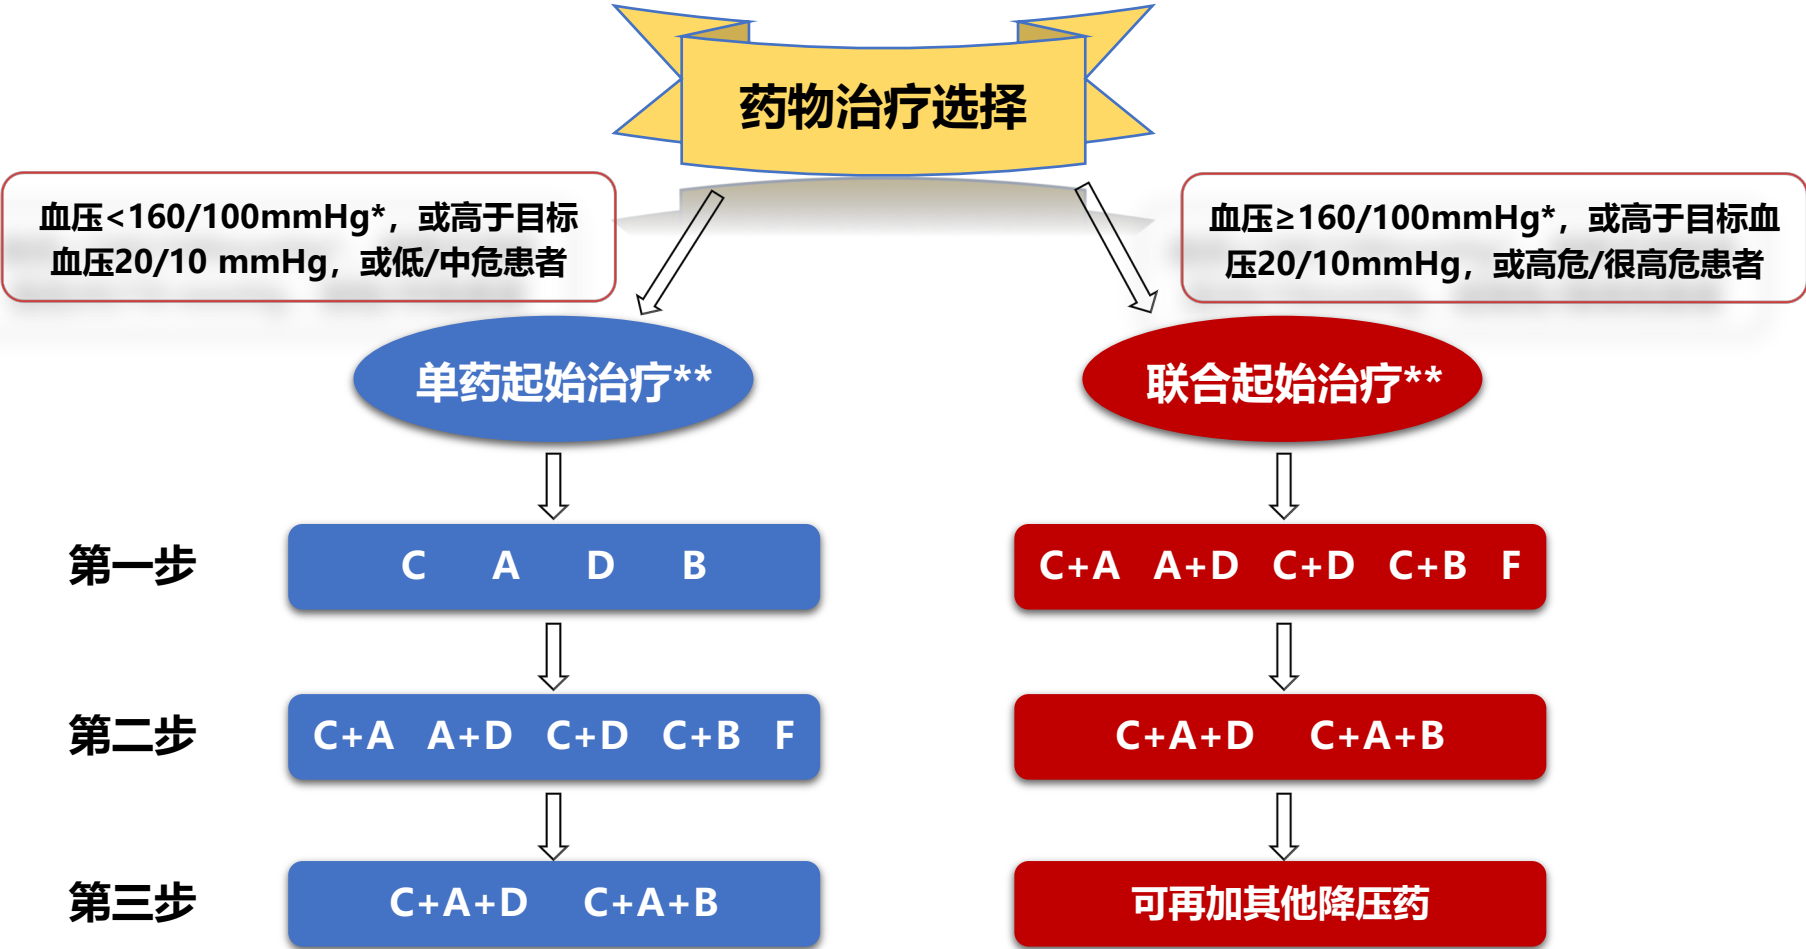 药物治疗选择
血压<160/100mmHg*，或高于目标
血压20/10 mmHg，或低/中危患者
血压≥160/100mmHg*，或高于目标血
压20/10mmHg，或高危/很高危患者
单药起始治疗**
联合起始治疗**
第一步
C A D B
C+A A+D C+D C+B F
第二步
C+A A+D C+D C+B F
C+A+D C+A+B
第三步
C+A+D C+A+B
可再加其他降压药